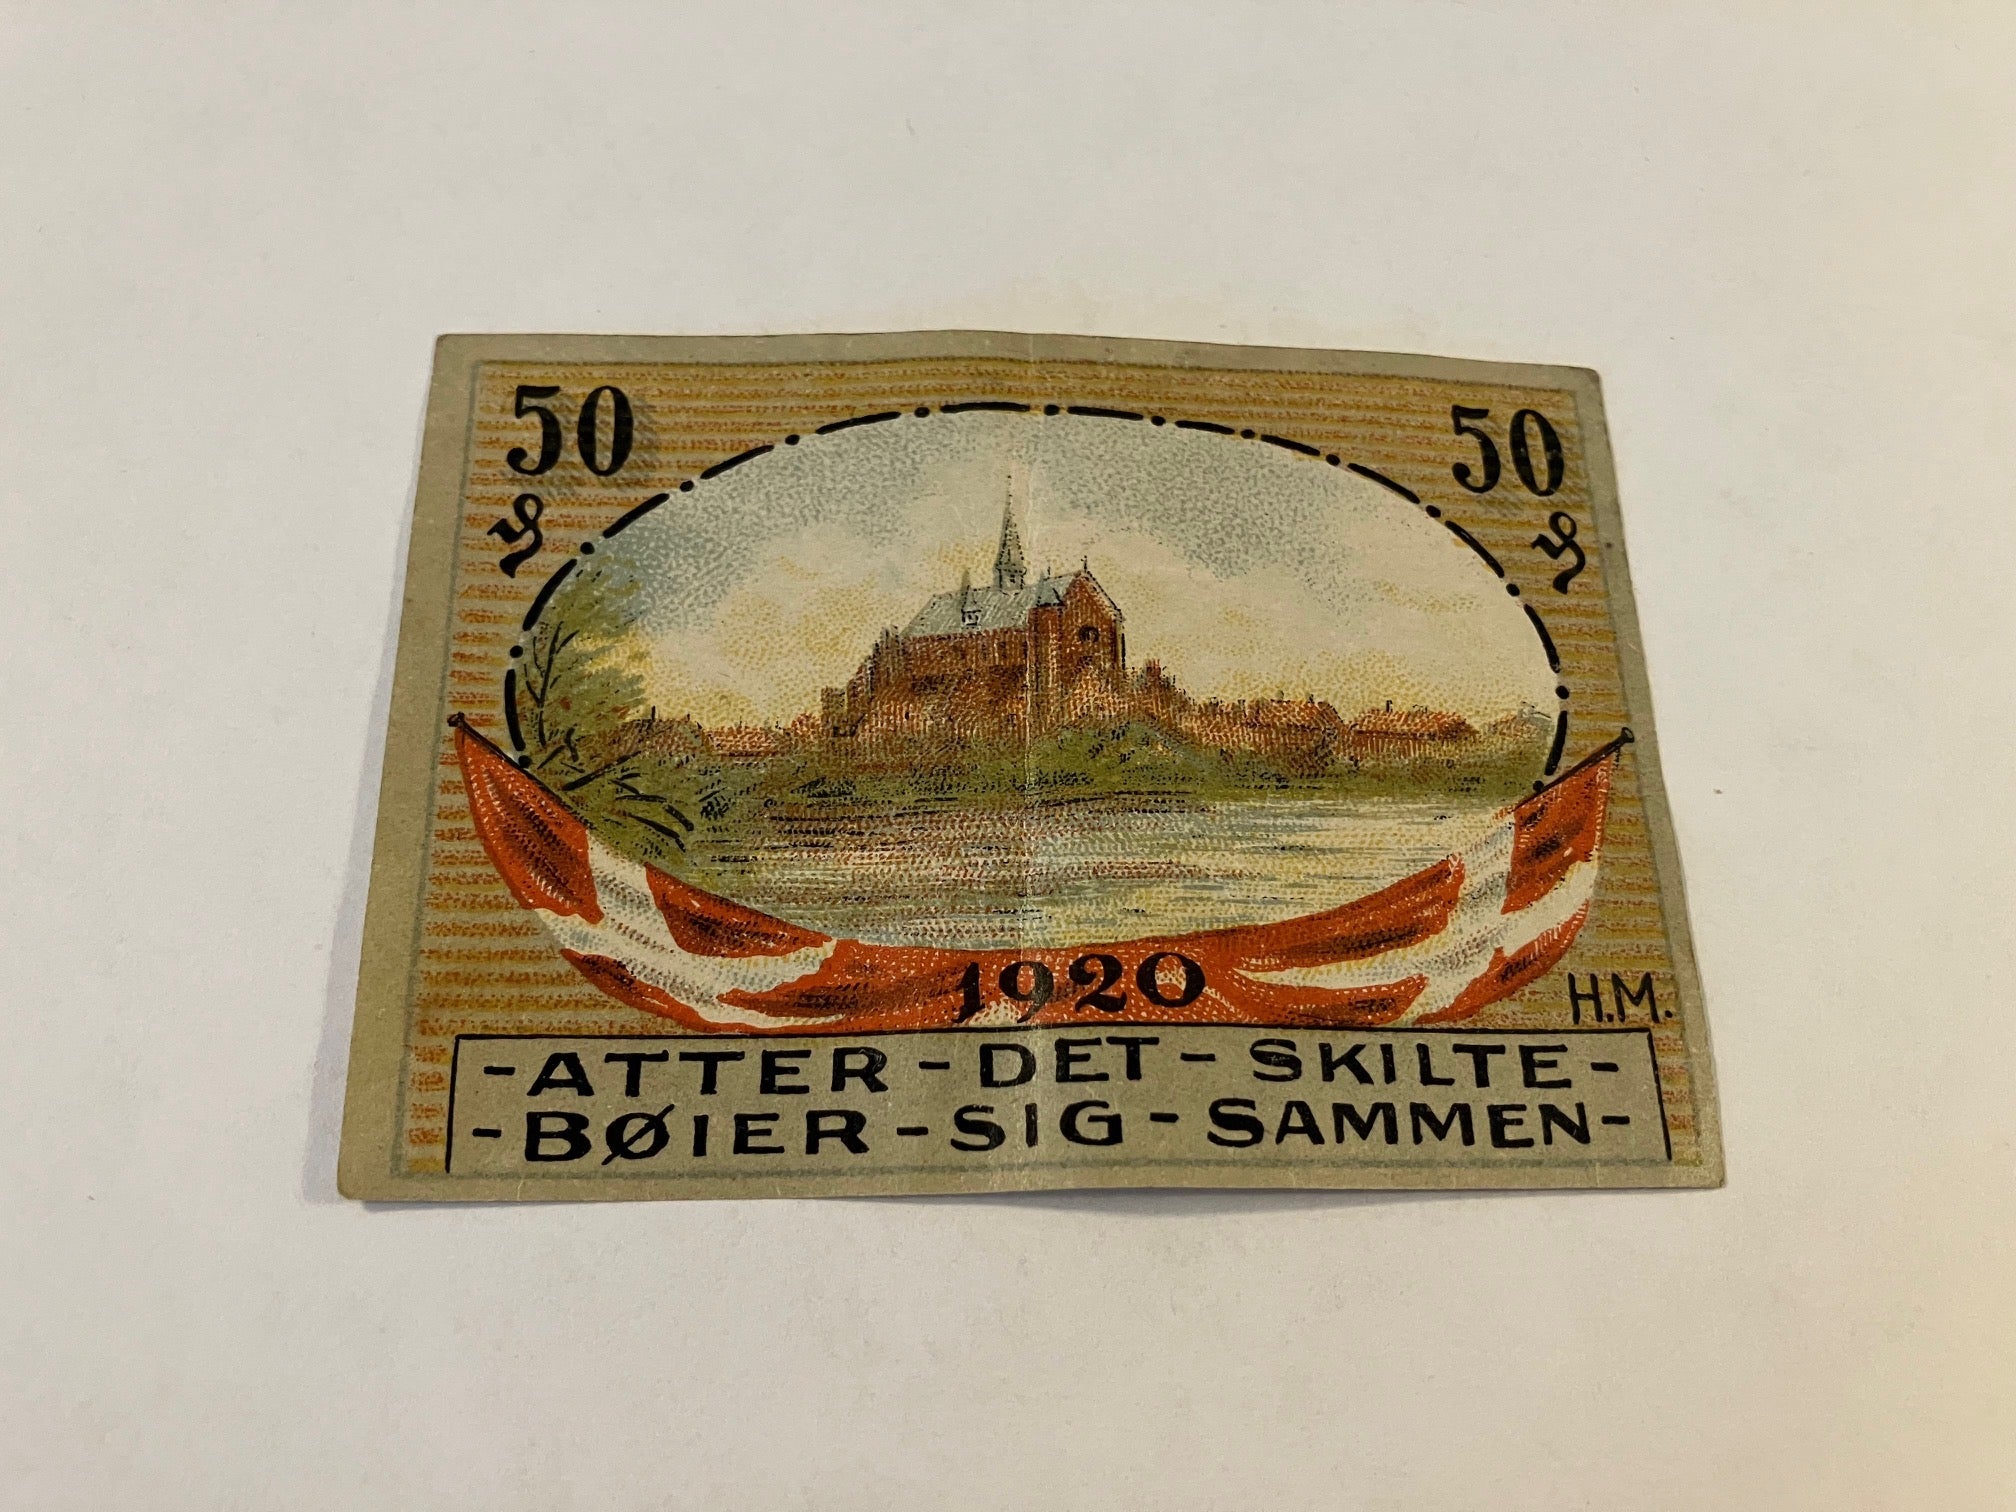 50 50
₰ ₰
1920
H.M.
-ATTER-DET-SKILTE-
-BØIER-SIG-SAMMEN-